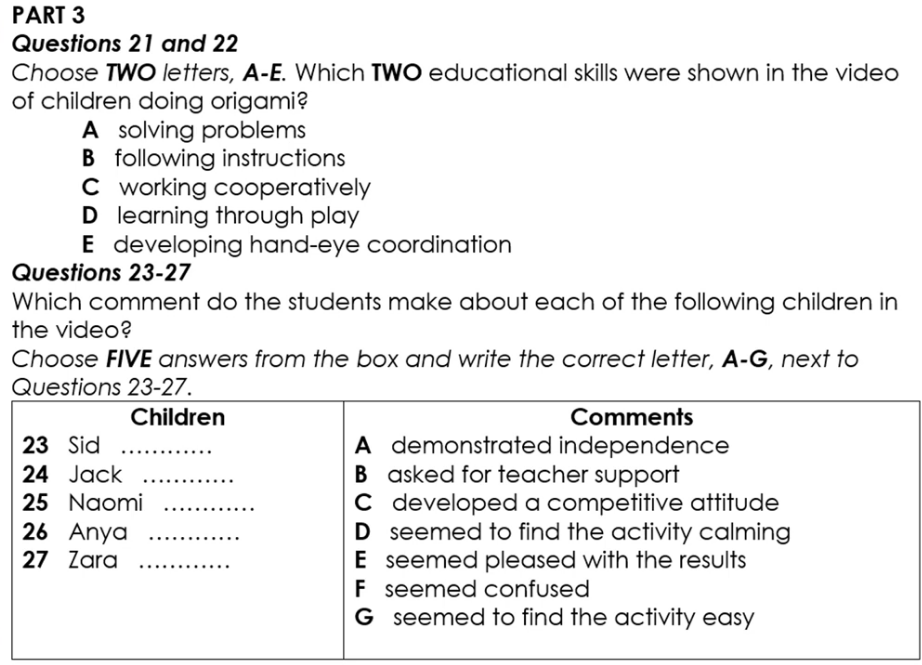 PART 3
Questions 21 and 22
Choose TWO letters, A-E. Which TWO educational skills were shown in the video
of children doing origami?
A solving problems
B following instructions
C working cooperatively
D learning through play
E developing hand-eye coordination
Questions 23-27
Which comment do the students make about each of the following children in
the video?
Choose FIVE answers from the box and write the correct letter, A-G, next to
Questions 23-27.
Children
23 Sid ............
24 Jack ............
25 Naomi ............
26 Anya ............
27 Zara ............
Comments
A demonstrated independence
B asked for teacher support
C developed a competitive attitude
D seemed to find the activity calming
E seemed pleased with the results
F seemed confused
G seemed to find the activity easy